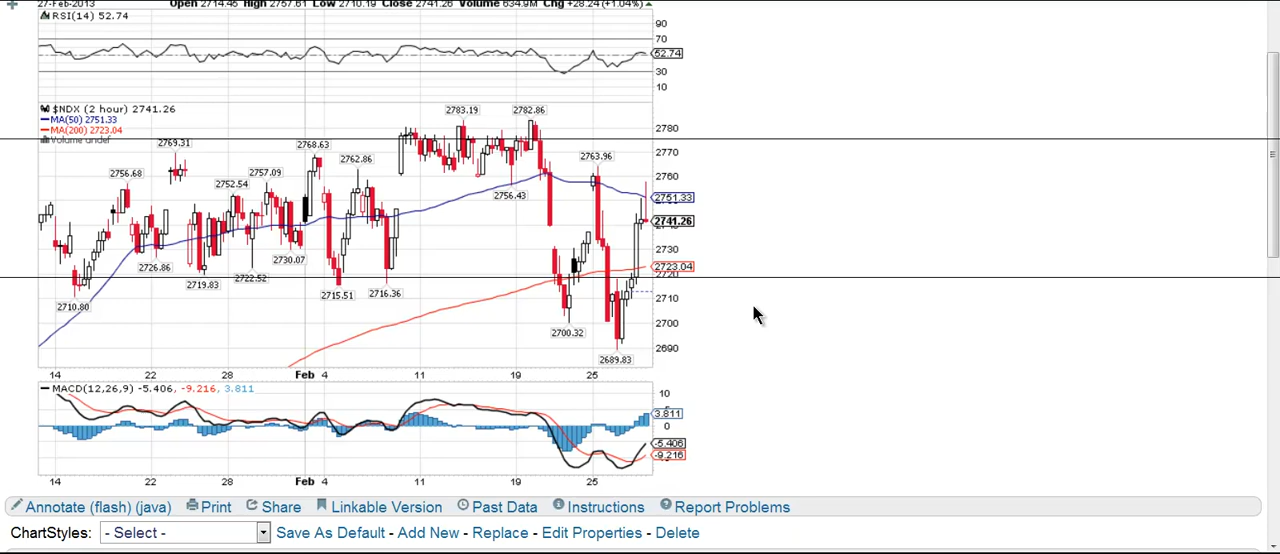 27-Feb-2013 Open 2714.45 High 2757.61 Low 2710.19 Close 2741.26 Volume 634.9M Chg +28.24 (+1.04%)
RSI(14) 52.74
90
70
52.74
30
10
$NDX (2 hour) 2741.26
MA(50) 2751.33
MA(200) 2723.04
Volume undef
2783.19 2782.86
2780
2769.31 2768.63
2770
2762.86 2763.96
2760
2756.68 2752.54 2757.09 2756.43
2751.33
2741.26
2730
2726.86 2719.83 2722.52 2730.07
2723.04
2720
2710.80 2715.51 2716.36
2710
2700.32
2700
2689.83
2690
14 22 28 Feb 4 11 19 25
MACD(12,26,9) -5.406, -9.216, 3.811
10
3.811
0
-5.406
-9.216
14 22 28 Feb 4 11 19 25
Annotate (flash) (java) Print Share Linkable Version Past Data Instructions Report Problems
ChartStyles: - Select - Save As Default - Add New - Replace - Edit Properties - Delete